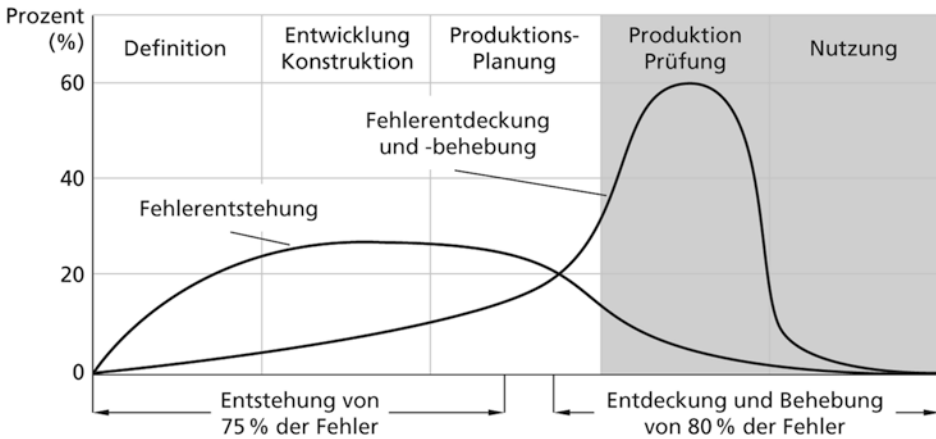 Prozent
(%)
Definition
Entwicklung
Konstruktion
Produktions-
Planung
Produktion
Prüfung
Nutzung
60
40
20
0
Fehlerentdeckung
und -behebung
Fehlerentstehung
Entstehung von
75 % der Fehler
Entdeckung und Behebung
von 80 % der Fehler